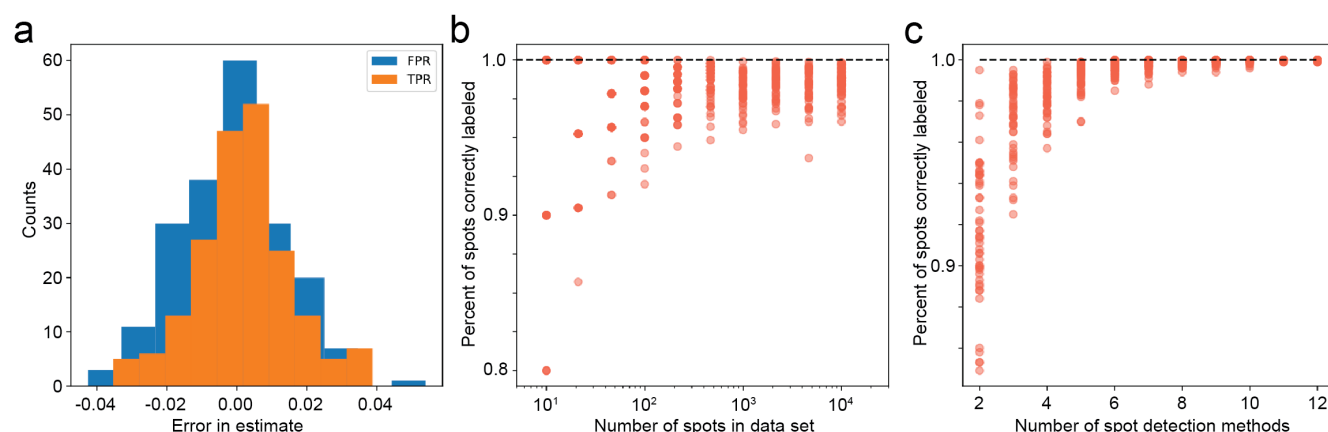 a
60
50
40
30
20
10
0
Counts
FPR
TPR
-0.04
-0.02
0.00
0.02
0.04
Error in estimate
b
1.0
0.9
0.8
Percent of spots correctly labeled
10¹
10²
10³
10⁴
Number of spots in data set
c
1.0
0.9
Percent of spots correctly labeled
2
4
6
8
10
12
Number of spot detection methods